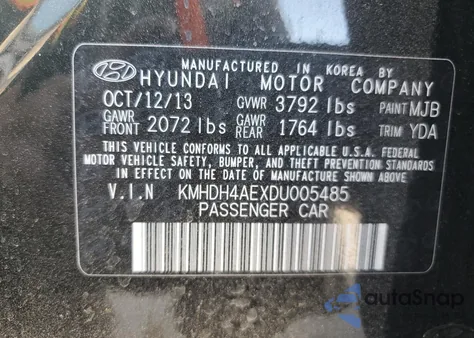 MANUFACTURED IN KOREA BY
HYUNDAI MOTOR COMPANY
OCT/12/13 GVWR 3792 lbs PAINT MJB
GAWR FRONT 2072 lbs GAWR REAR 1764 lbs TRIM YDA
THIS VEHICLE CONFORMS TO ALL APPLICABLE U.S.A. FEDERAL
MOTOR VEHICLE SAFETY, BUMPER, AND THEFT PREVENTION STANDARDS
IN EFFECT ON THE DATE OF MANUFACTURE SHOWN ABOVE.
V.I.N KMHDH4AEXDU005485
PASSENGER CAR
autoSnap